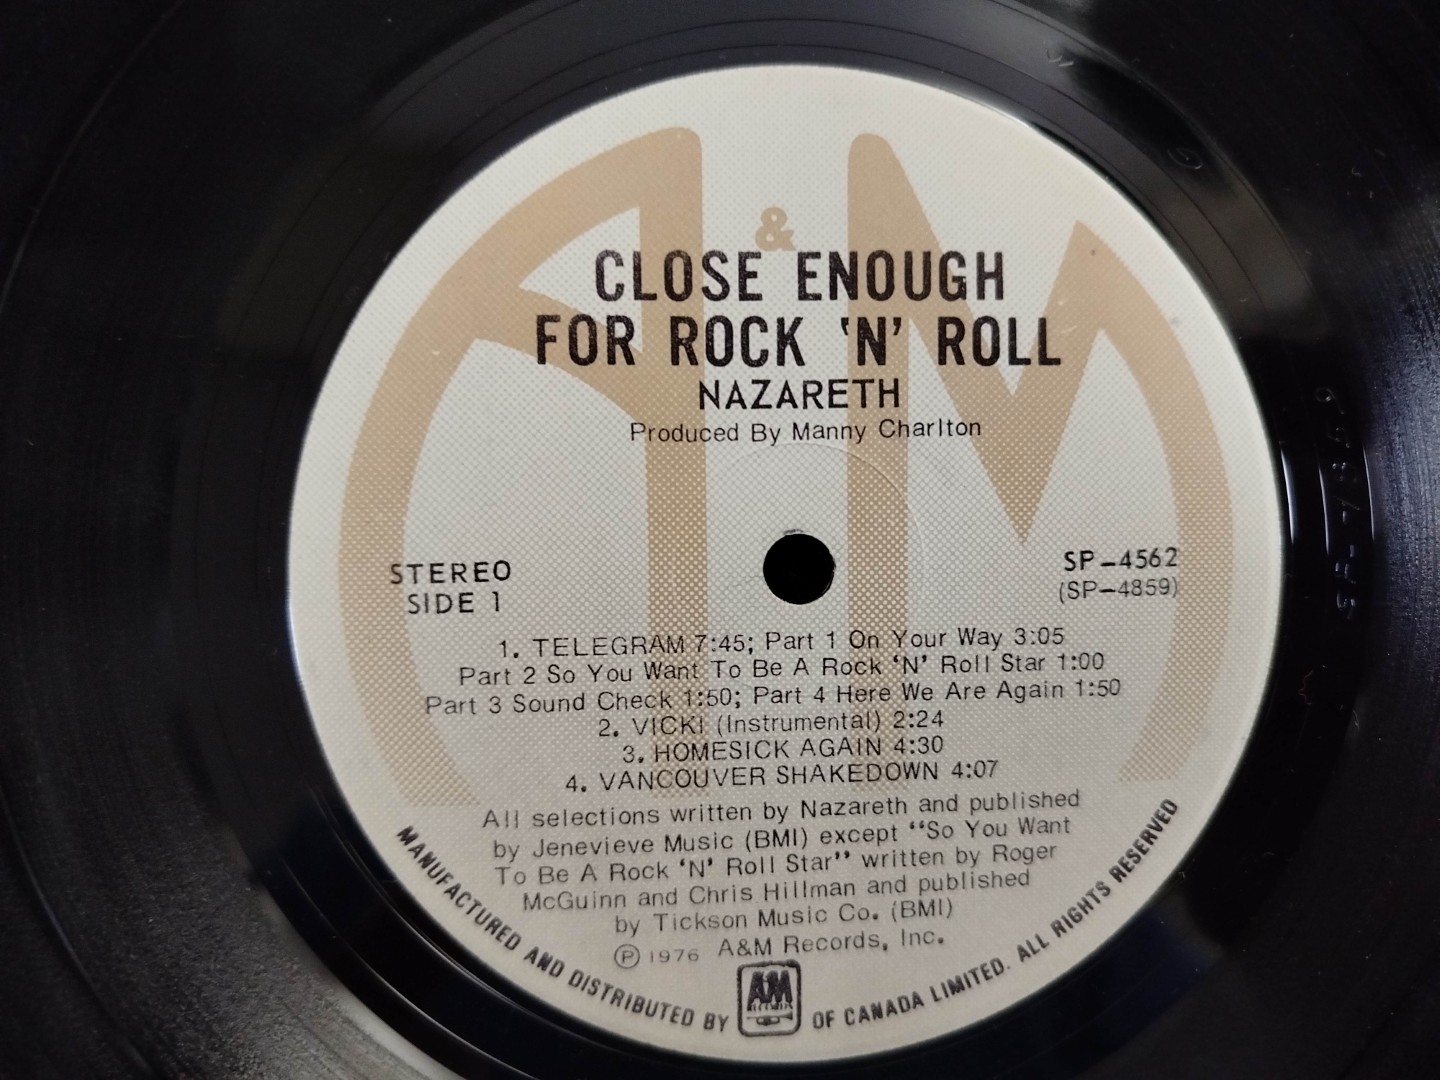 &
CLOSE ENOUGH
FOR ROCK 'N' ROLL
NAZARETH
Produced By Manny Charlton
STEREO
SIDE 1
SP-4562
(SP-4859)
1. TELEGRAM 7:45; Part 1 On Your Way 3:05
Part 2 So You Want To Be A Rock 'N' Roll Star 1:00
Part 3 Sound Check 1:50; Part 4 Here We Are Again 1:50
2. VICKI (Instrumental) 2:24
3. HOMESICK AGAIN 4:30
4. VANCOUVER SHAKEDOWN 4:07
All selections written by Nazareth and published
by Jenevieve Music (BMI) except "So You Want
To Be A Rock 'N' Roll Star" written by Roger
McGuinn and Chris Hillman and published
by Tickson Music Co. (BMI)
Ⓟ 1976 A&M Records, Inc.
MANUFACTURED AND DISTRIBUTED BY A&M RECORDS OF CANADA LIMITED. ALL RIGHTS RESERVED